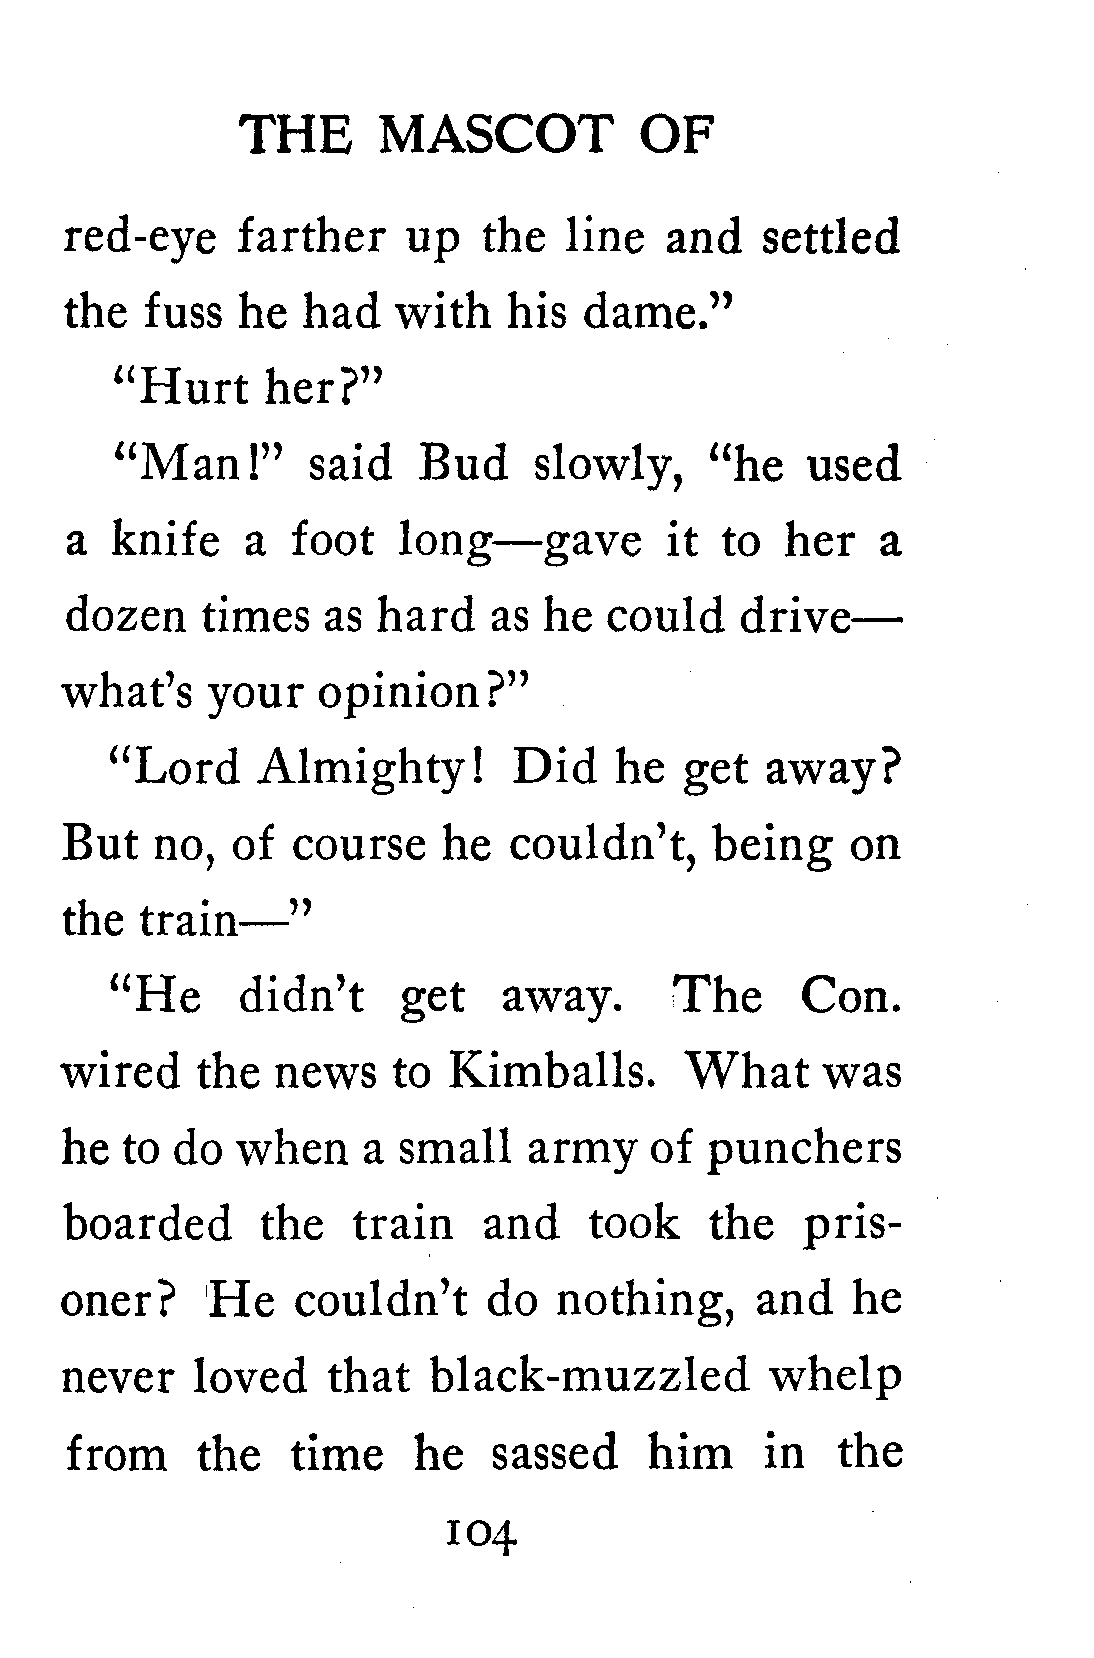 THE MASCOT OF
red-eye farther up the line and settled
the fuss he had with his dame.”
“Hurt her?”
“Man!” said Bud slowly, “he used
a knife a foot long—gave it to her a
dozen times as hard as he could drive—
what’s your opinion?”
“Lord Almighty! Did he get away?
But no, of course he couldn’t, being on
the train—”
“He didn’t get away. The Con.
wired the news to Kimballs. What was
he to do when a small army of punchers
boarded the train and took the pris-
oner? He couldn’t do nothing, and he
never loved that black-muzzled whelp
from the time he sassed him in the
104